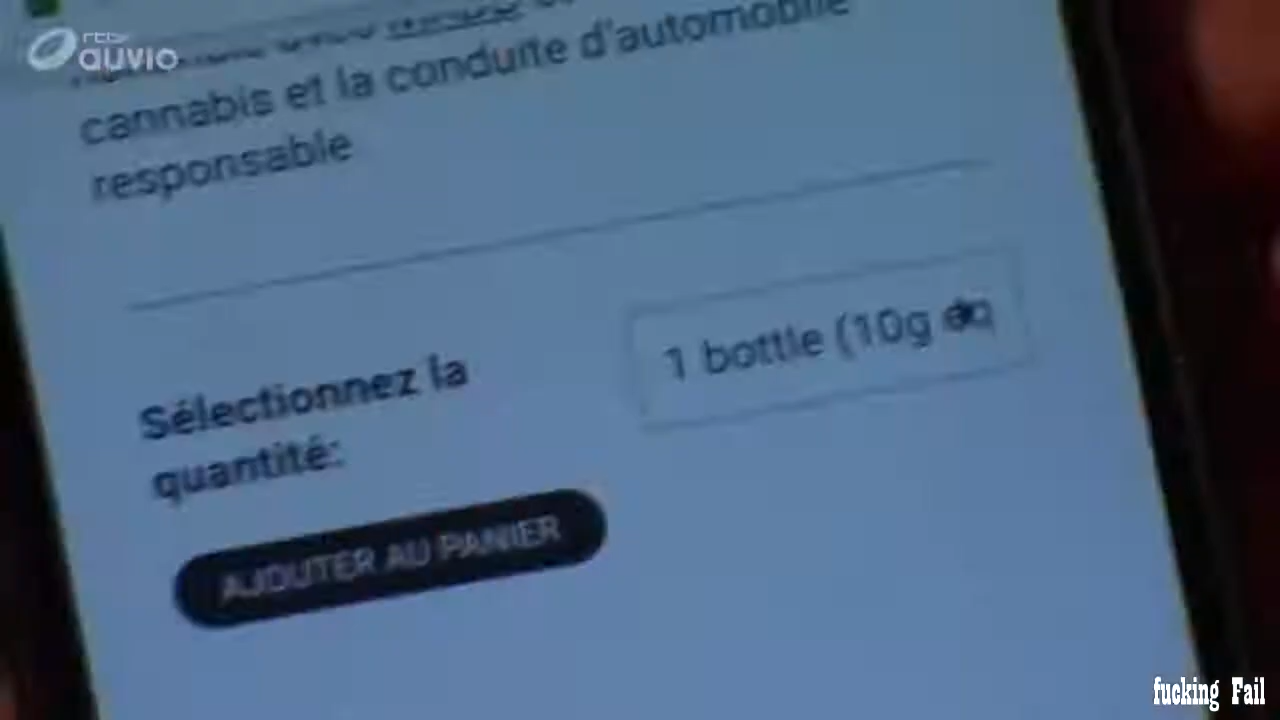 rtbf
auvio
cannabis et la conduite d'automobile
responsable
Sélectionnez la
quantité:
1 bottle (10g éq
AJOUTER AU PANIER
fucking Fail